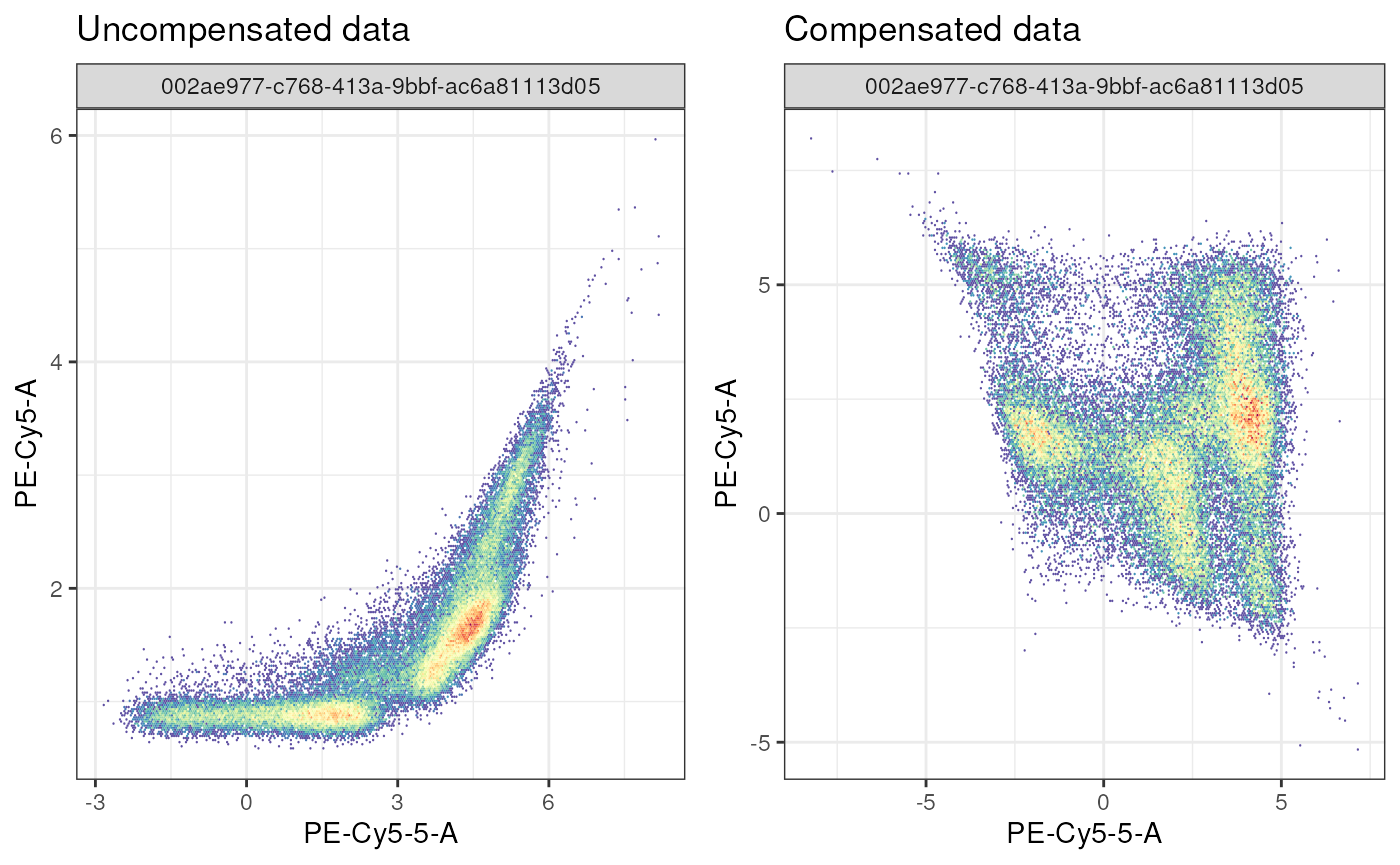 Uncompensated data
002ae977-c768-413a-9bbf-ac6a81113d05
6
4
2
-3
0
3
6
PE-Cy5-5-A
PE-Cy5-A
Compensated data
002ae977-c768-413a-9bbf-ac6a81113d05
5
0
-5
-5
0
5
PE-Cy5-5-A
PE-Cy5-A